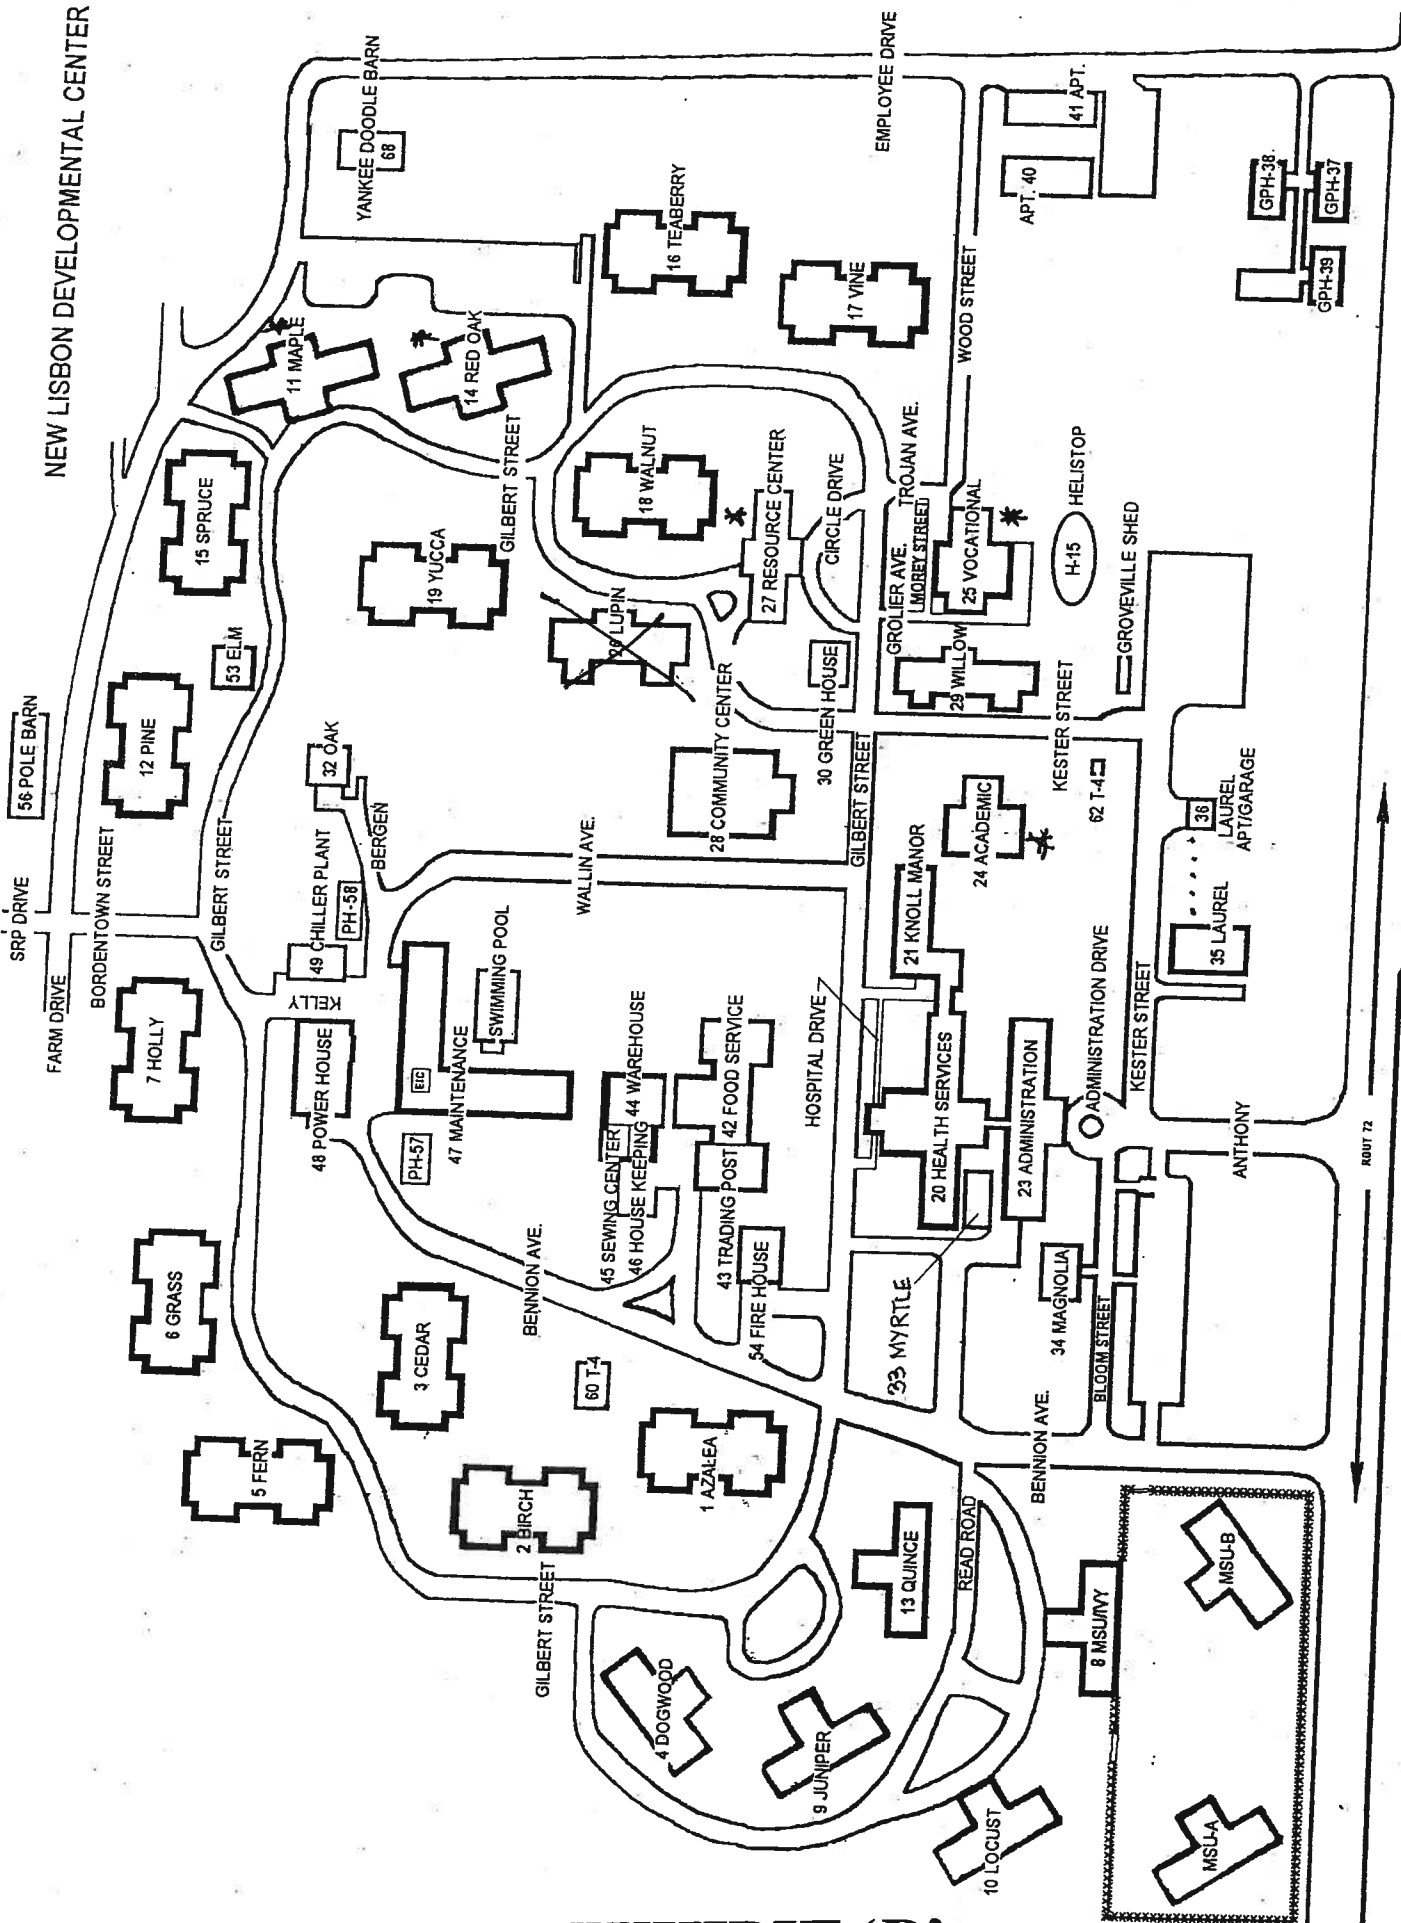 NEW LISBON DEVELOPMENTAL CENTER
SRP DRIVE
56 POLE BARN
FARM DRIVE
BORDENTOWN STREET
7 HOLLY
12 PINE
15 SPRUCE
53 ELM
11 MAPLE
YANKEE DOODLE BARN
68
6 GRASS
5 FERN
GILBERT STREET
KELLY
49 CHILLER PLANT
PH-58
32 OAK
BERGEN
48 POWER HOUSE
19 YUCCA
14 RED OAK
GILBERT STREET
3 CEDAR
PH-57
EIC
47 MAINTENANCE
SWIMMING POOL
WALLIN AVE.
2 BIRCH
GILBERT STREET
BENNION AVE.
60 T-4
45 SEWING CENTER
46 HOUSE KEEPING
44 WAREHOUSE
26 LUPIN
18 WALNUT
16 TEABERRY
4 DOGWOOD
1 AZALEA
43 TRADING POST
42 FOOD SERVICE
54 FIRE HOUSE
28 COMMUNITY CENTER
27 RESOURCE CENTER
CIRCLE DRIVE
17 VINE
EMPLOYEE DRIVE
9 JUNIPER
HOSPITAL DRIVE
30 GREEN HOUSE
GILBERT STREET
GROLIER AVE.
TROJAN AVE.
MOREY STREET
13 QUINCE
33 MYRTLE
20 HEALTH SERVICES
21 KNOLL MANOR
29 WILLOW
25 VOCATIONAL
WOOD STREET
READ ROAD
24 ACADEMIC
10 LOCUST
23 ADMINISTRATION
BENNION AVE.
34 MAGNOLIA
KESTER STREET
H-15
HELISTOP
APT. 40
41 APT.
8 MSU/IVY
BLOOM STREET
ADMINISTRATION DRIVE
62 T-4
GROVEVILLE SHED
KESTER STREET
MSU-A
MSU-B
ANTHONY
35 LAUREL
36
LAUREL
APT/GARAGE
GPH-38
GPH-37
GPH-39
ROUT 72